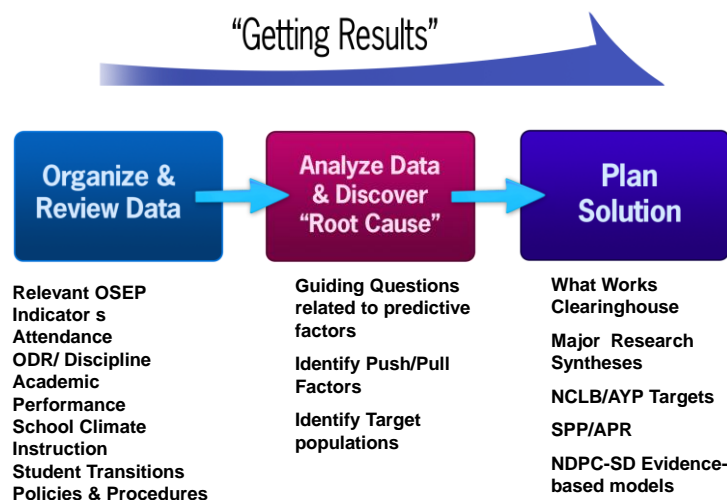 “Getting Results”
Organize &
Review Data
Analyze Data
& Discover
“Root Cause”
Plan
Solution
Relevant OSEP
Indicator s
Attendance
ODR/ Discipline
Academic
Performance
School Climate
Instruction
Student Transitions
Policies & Procedures
Guiding Questions
related to predictive
factors
Identify Push/Pull
Factors
Identify Target
populations
What Works
Clearinghouse
Major Research
Syntheses
NCLB/AYP Targets
SPP/APR
NDPC-SD Evidence-
based models